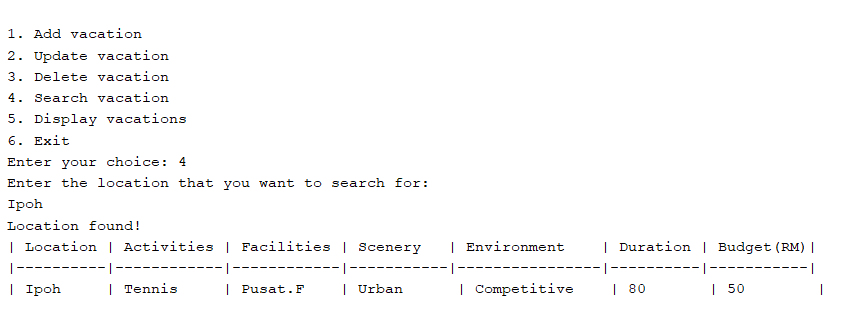 1. Add vacation
2. Update vacation
3. Delete vacation
4. Search vacation
5. Display vacations
6. Exit
Enter your choice: 4
Enter the location that you want to search for:
Ipoh
Location found!
| Location | Activities | Facilities | Scenery   | Environment    | Duration | Budget(RM)|
|----------|------------|------------|-----------|----------------|----------|-----------|
| Ipoh     | Tennis     | Pusat.F    | Urban      | Competitive    | 80       | 50        |